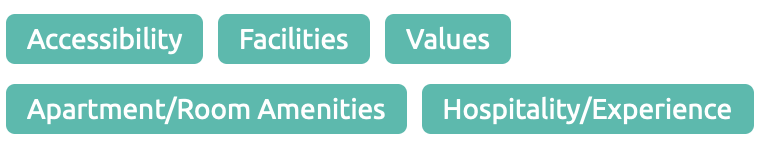 Accessibility Facilities Values
Apartment/Room Amenities Hospitality/Experience